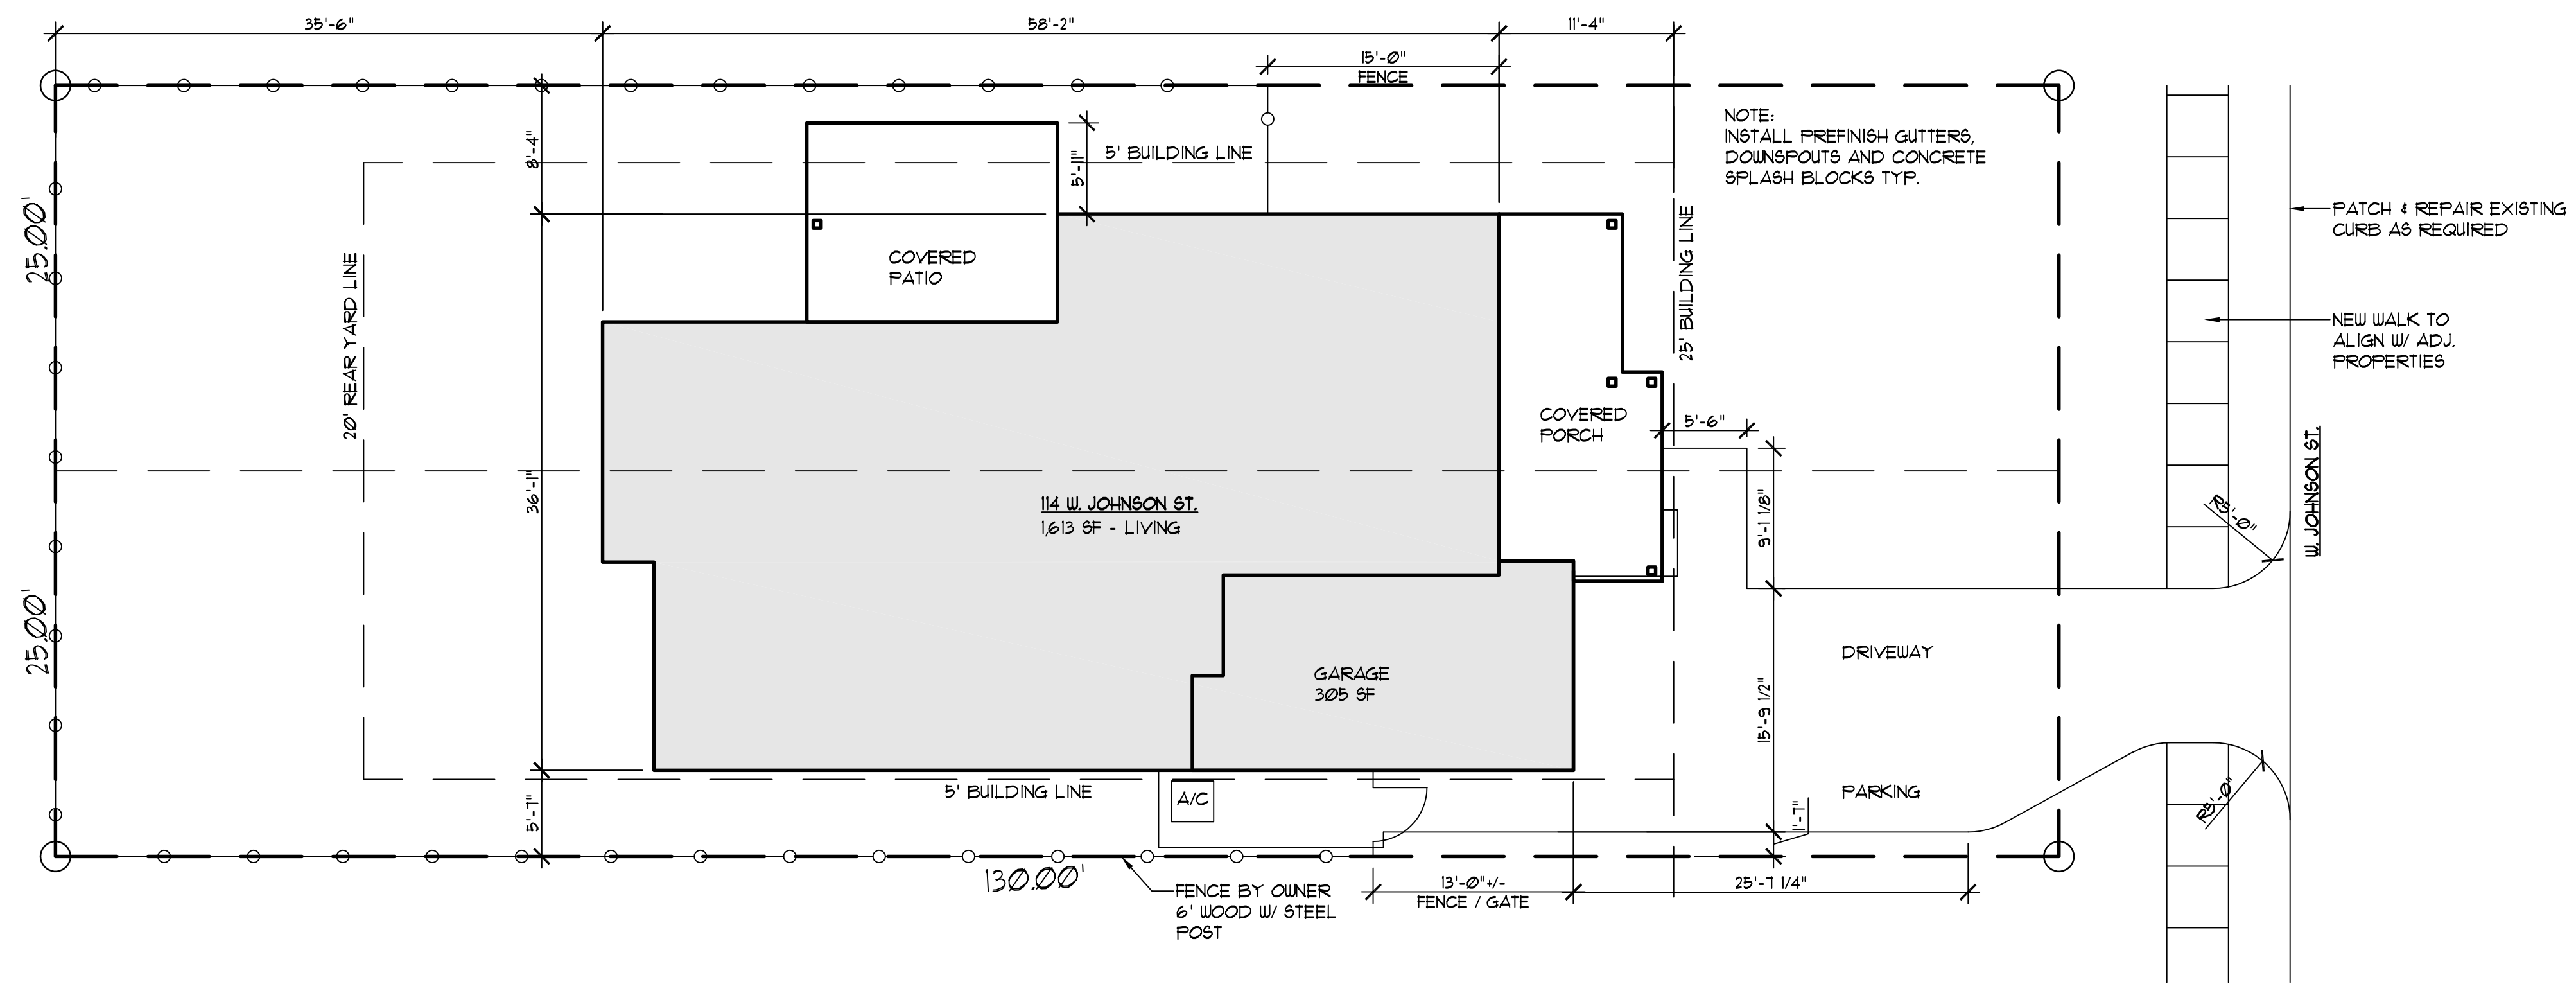 35'-6"
58'-2"
11'-4"
15'-0"
FENCE
NOTE:
INSTALL PREFINISH GUTTERS,
DOWNSPOUTS AND CONCRETE
SPLASH BLOCKS TYP.
8'-4"
5'-11"
5' BUILDING LINE
25.00'
20' REAR YARD LINE
COVERED
PATIO
25' BUILDING LINE
PATCH & REPAIR EXISTING
CURB AS REQUIRED
NEW WALK TO
ALIGN W/ ADJ.
PROPERTIES
COVERED
PORCH
5'-6"
36'-1"
114 W. JOHNSON ST.
1,613 SF - LIVING
9'-1 1/8"
R5'-0"
W. JOHNSON ST.
25.00'
GARAGE
305 SF
DRIVEWAY
15'-9 1/2"
PARKING
5'-7"
5' BUILDING LINE
A/C
1'-7"
R5'-0"
130.00'
FENCE BY OWNER
6' WOOD W/ STEEL
POST
13'-0"+/-
FENCE / GATE
25'-7 1/4"